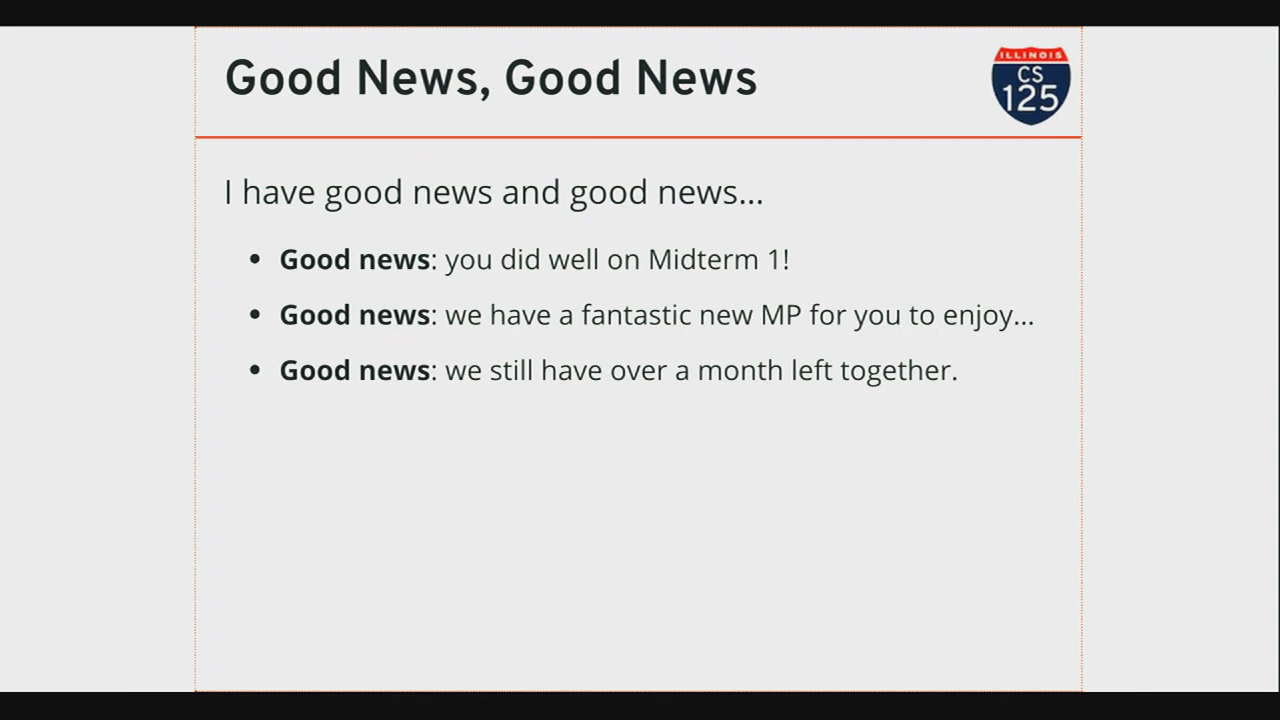 Good News, Good News
ILLINOIS
CS
125
I have good news and good news...
• Good news: you did well on Midterm 1!
• Good news: we have a fantastic new MP for you to enjoy...
• Good news: we still have over a month left together.